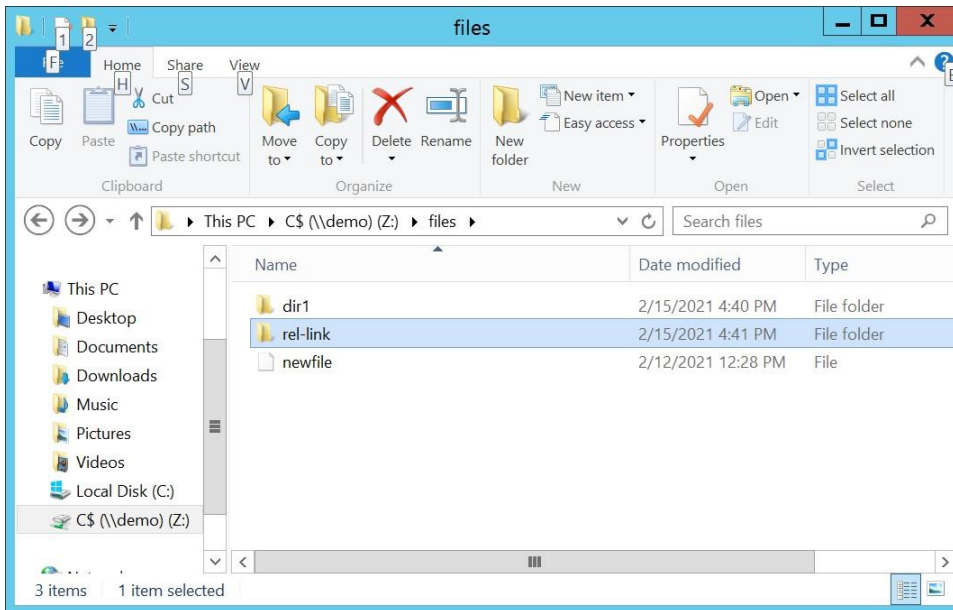 files
1 2
F Home Share View
H S V
E
Copy
Paste
Cut
Copy path
Paste shortcut
Clipboard
Move to
Copy to
Delete
Rename
Organize
New folder
New item
Easy access
New
Properties
Open
Edit
Open
Select all
Select none
Invert selection
Select
This PC C$ (\\demo) (Z:) files
Search files
This PC
Desktop
Documents
Downloads
Music
Pictures
Videos
Local Disk (C:)
C$ (\\demo) (Z:)
Name Date modified Type
dir1 2/15/2021 4:40 PM File folder
rel-link 2/15/2021 4:41 PM File folder
newfile 2/12/2021 12:28 PM File
3 items 1 item selected